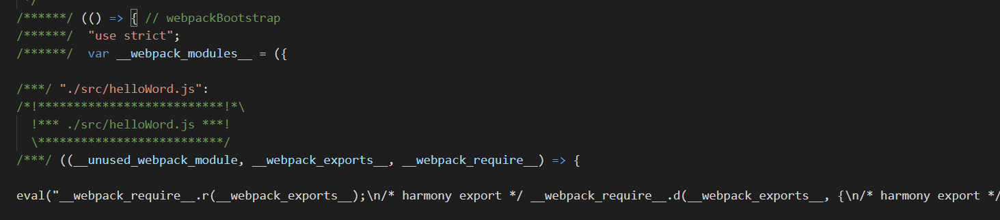 */
/******/ (() => { // webpackBootstrap
/******/ "use strict";
/******/ var __webpack_modules__ = ({
/***/ "./src/helloWord.js":
/*!**************************!*\
!*** ./src/helloWord.js ***!
\**************************/
/***/ ((__unused_webpack_module, __webpack_exports__, __webpack_require__) => {
eval("__webpack_require__.r(__webpack_exports__);\n/* harmony export */ __webpack_require__.d(__webpack_exports__, {\n/* harmony export */